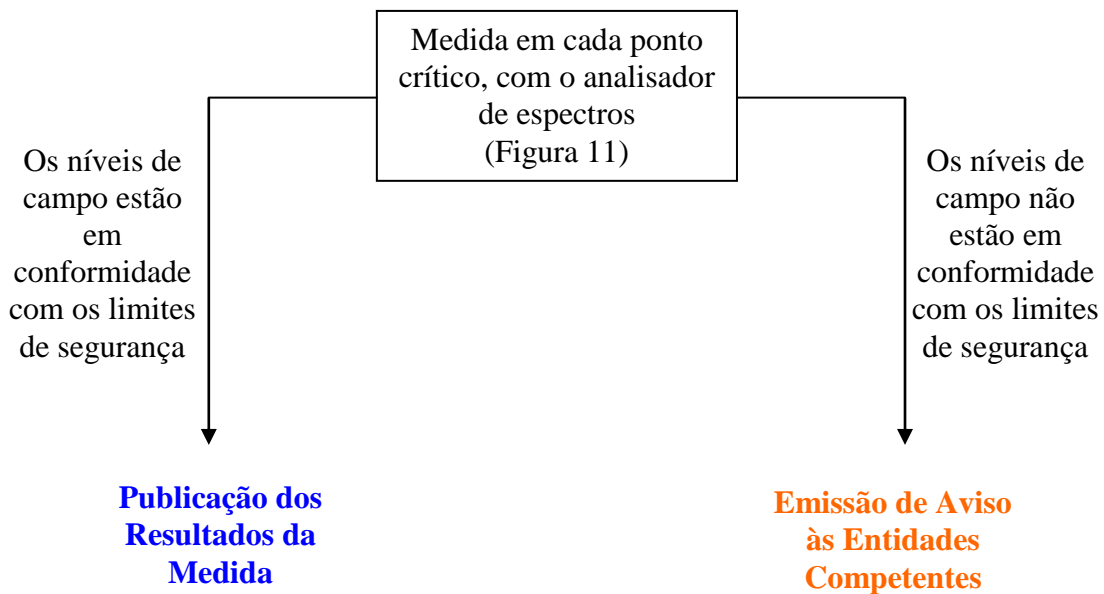 Medida em cada ponto
crítico, com o analisador
de espectros
(Figura 11)
Os níveis de
campo estão
em
conformidade
com os limites
de segurança
Os níveis de
campo não
estão em
conformidade
com os limites
de segurança
Publicação dos
Resultados da
Medida
Emissão de Aviso
às Entidades
Competentes